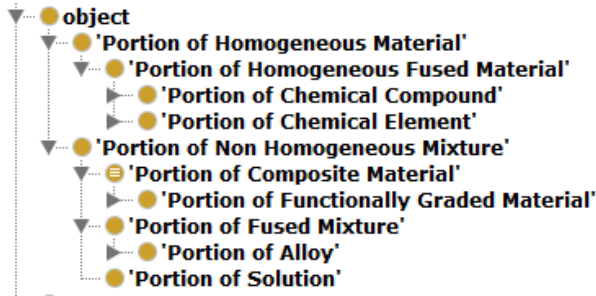 object
'Portion of Homogeneous Material'
'Portion of Homogeneous Fused Material'
'Portion of Chemical Compound'
'Portion of Chemical Element'
'Portion of Non Homogeneous Mixture'
'Portion of Composite Material'
'Portion of Functionally Graded Material'
'Portion of Fused Mixture'
'Portion of Alloy'
'Portion of Solution'